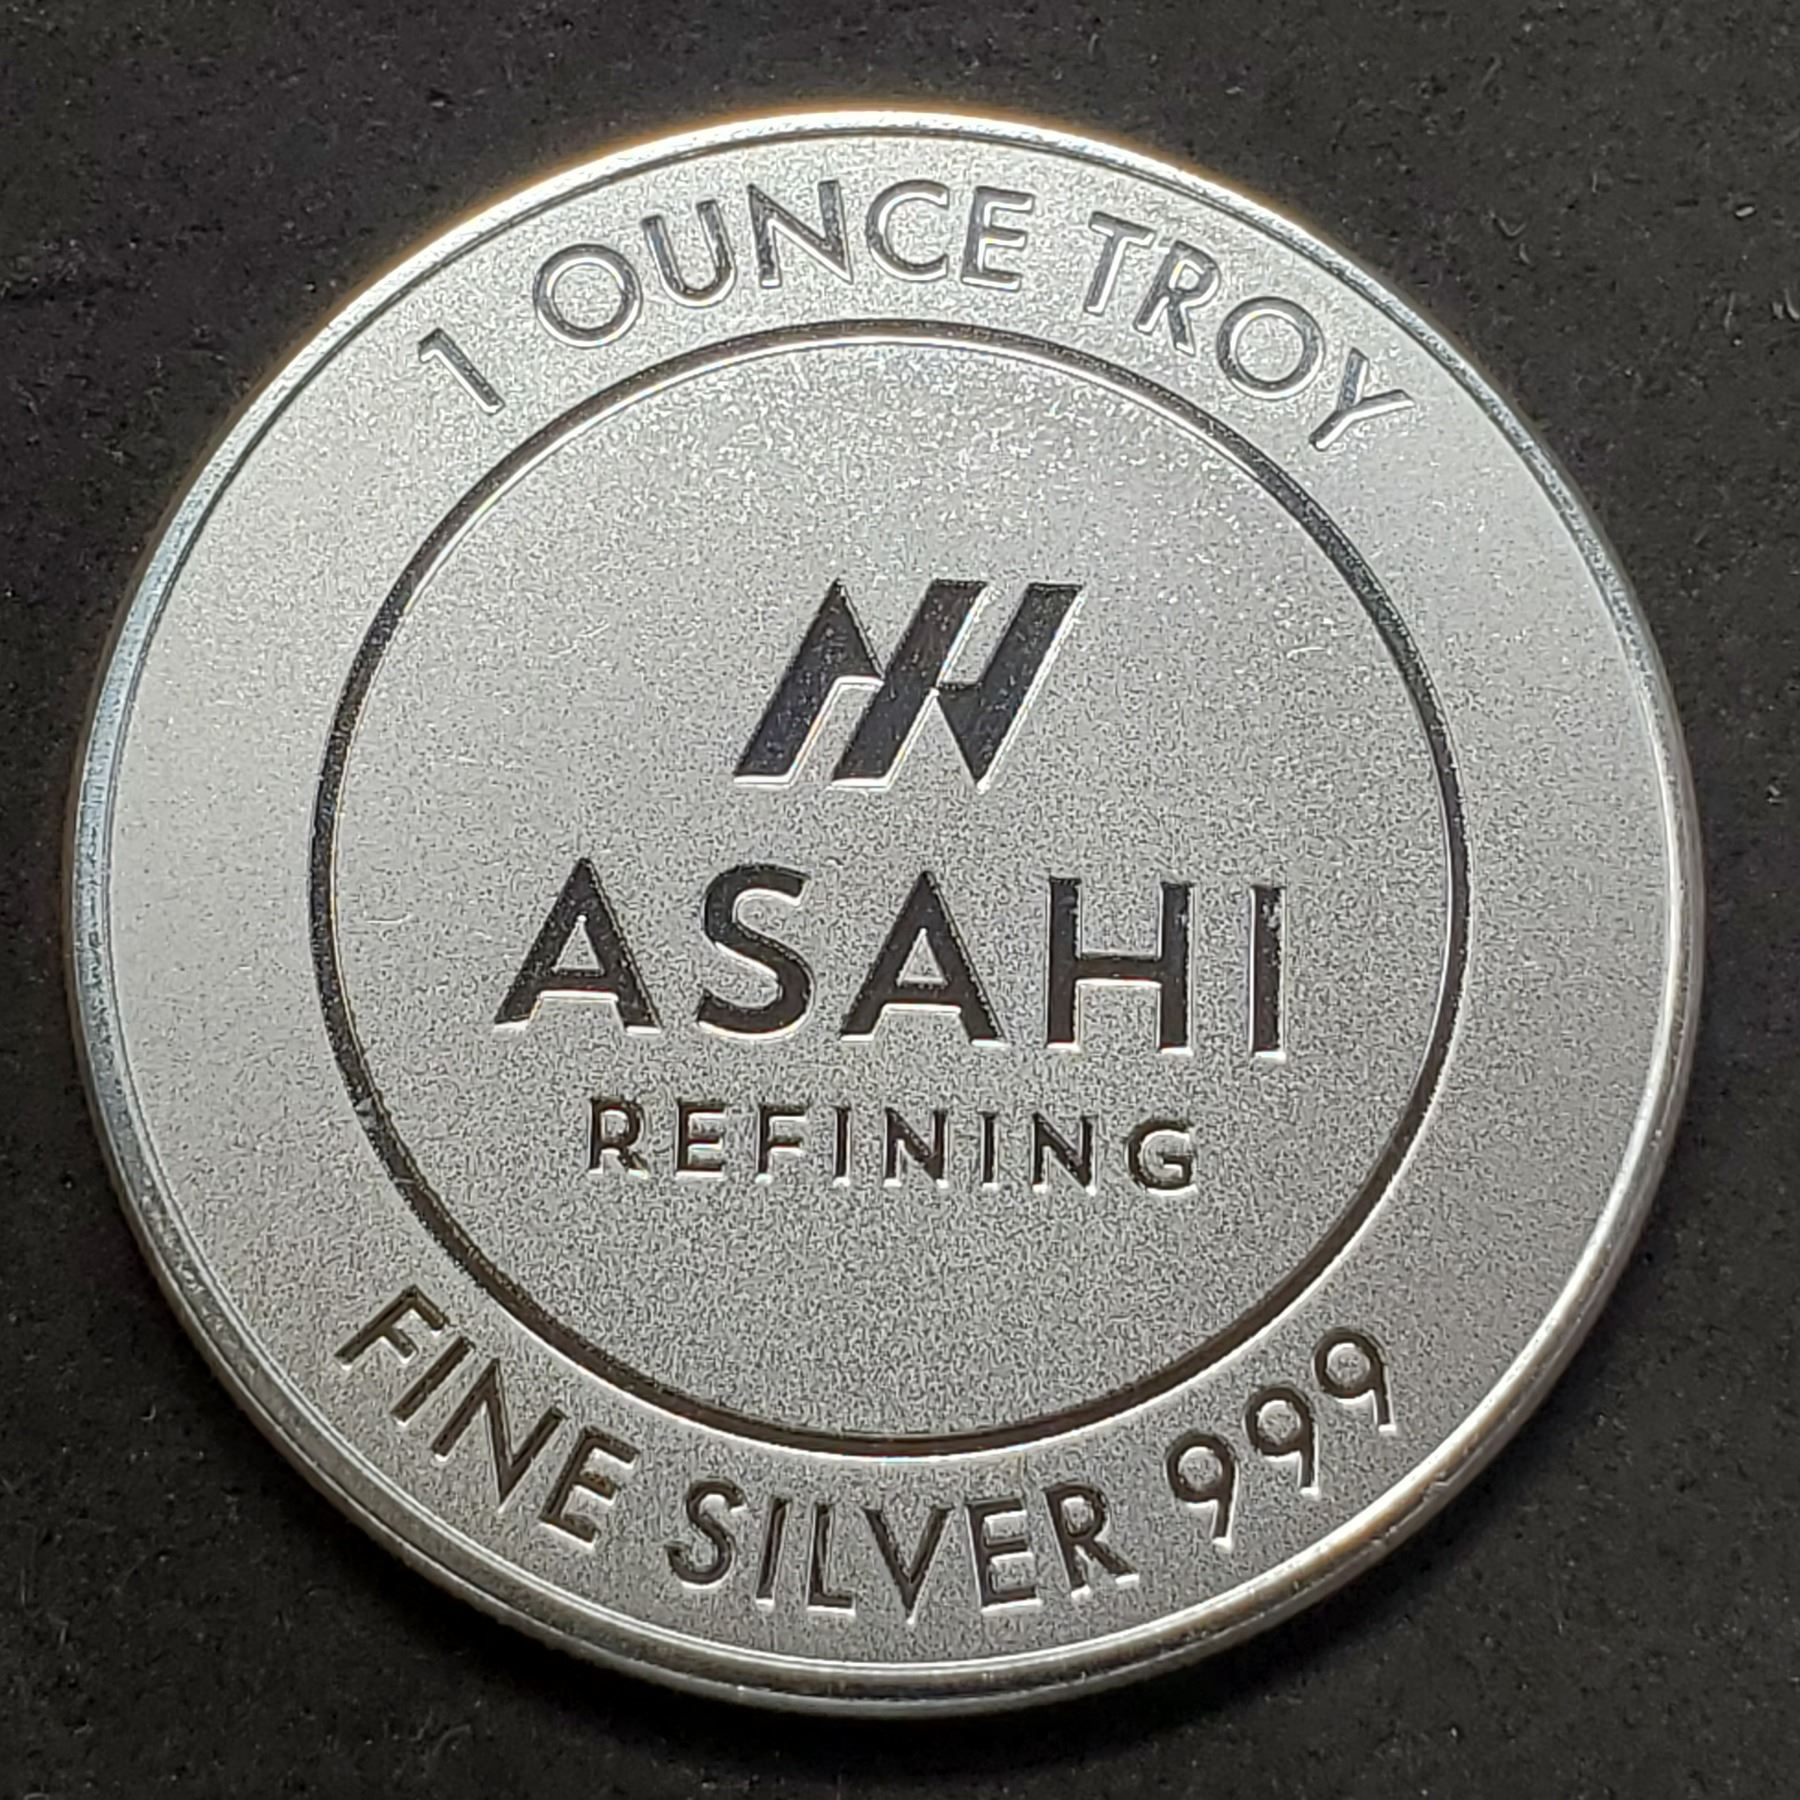 1 OUNCE TROY
ASAHI
REFINING
FINE SILVER 999